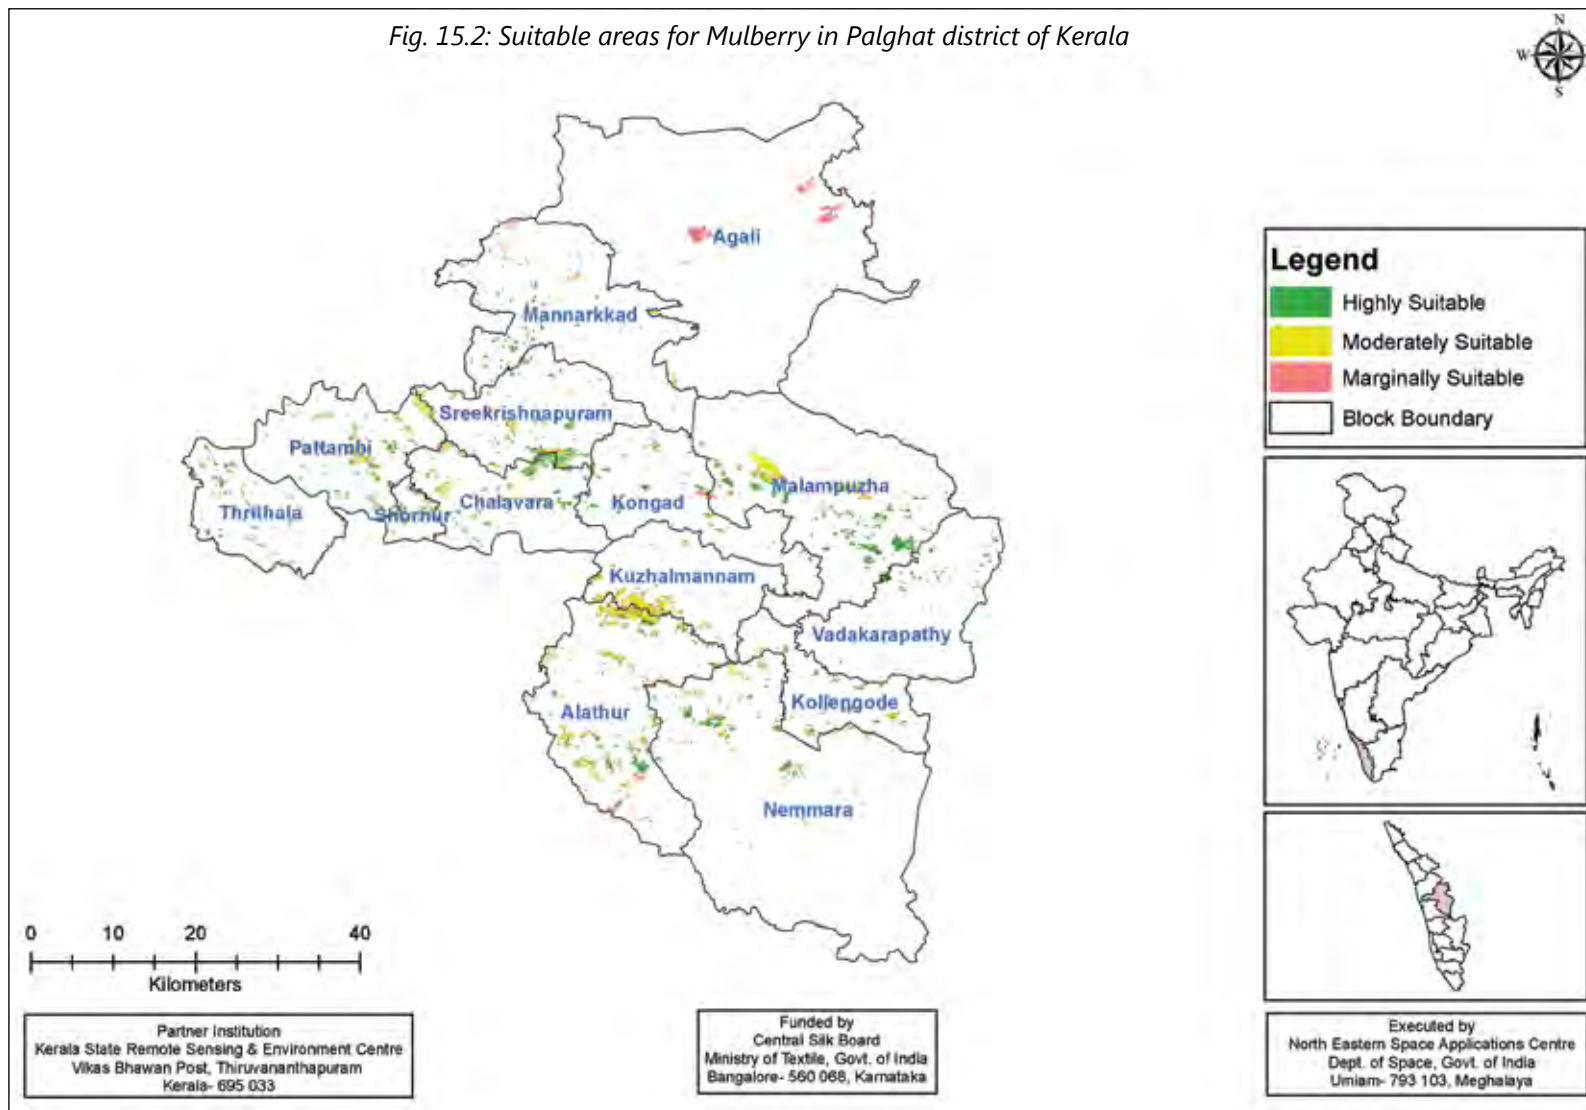 Fig. 15.2: Suitable areas for Mulberry in Palghat district of Kerala
N
W
E
S
Agali
Mannarkkad
Sreekrishnapuram
Pattambi
Thrithala
Shornur
Chalavara
Kongad
Malampuzha
Kuzhalmannam
Vadakarapathy
Kollengode
Alathur
Nemmara
Legend
Highly Suitable
Moderately Suitable
Marginally Suitable
Block Boundary
0 10 20 40
Kilometers
Partner Institution
Kerala State Remote Sensing & Environment Centre
Vikas Bhawan Post, Thiruvananthapuram
Kerala- 695 033
Funded by
Central Silk Board
Ministry of Textile, Govt. of India
Bangalore- 560 068, Karnataka
Executed by
North Eastern Space Applications Centre
Dept. of Space, Govt. of India
Umiam- 793 103, Meghalaya